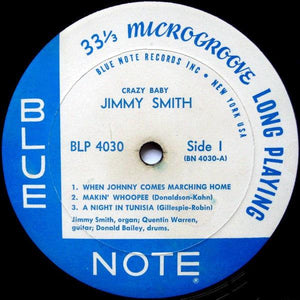 33⅓ MICROGROOVE LONG PLAYING
BLUE NOTE RECORDS INC • NEW YORK USA
CRAZY BABY
JIMMY SMITH
BLP 4030 Side 1
(BN 4030-A)
1. WHEN JOHNNY COMES MARCHING HOME
2. MAKIN' WHOOPEE (Donaldson-Kahn)
3. A NIGHT IN TUNISIA (Gillespie-Robin)
Jimmy Smith, organ; Quentin Warren,
guitar; Donald Bailey, drums.
BLUE
NOTE ®